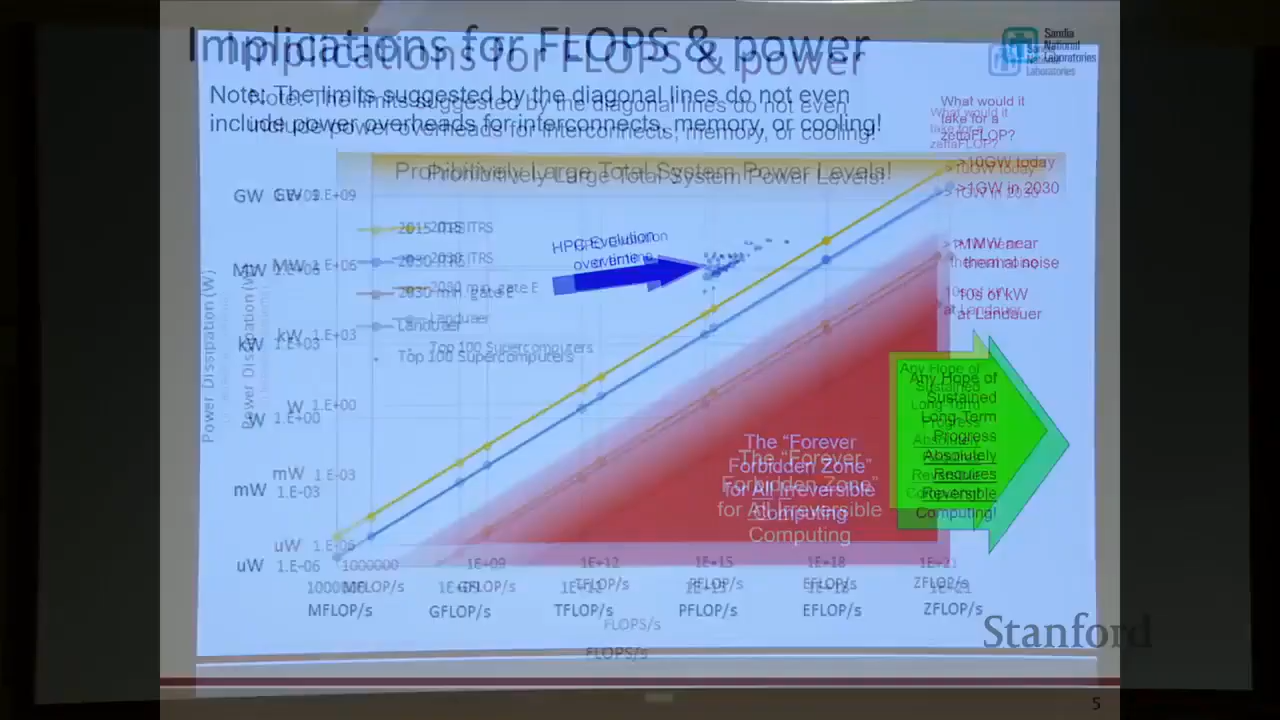 Implications for FLOPS & power
Sandia
National
Laboratories
Note: The limits suggested by the diagonal lines do not even
include power overheads for interconnects, memory, or cooling!
What would it
take for a
zettaFLOP?
Prohibitively Large Total System Power Levels!
>10GW today
>1GW in 2030
>1MW near
thermal noise
10s of kW
at Landauer
HPC Evolution
over time
2015 ITRS
2030 ITRS
2030 min. gate E
Landauer
Top 100 Supercomputers
Power Dissipation (W)
GW 1.E+09
MW 1.E+06
kW 1.E+03
W 1.E+00
mW 1.E-03
uW 1.E-06
The "Forever
Forbidden Zone"
for All Irreversible
Computing
Any Hope of
Sustained
Long-Term
Progress
Absolutely
Requires
Reversible
Computing!
1000000 1E+09 1E+12 1E+15 1E+18 1E+21
MFLOP/s GFLOP/s TFLOP/s PFLOP/s EFLOP/s ZFLOP/s
FLOPS/s
Stanford
5